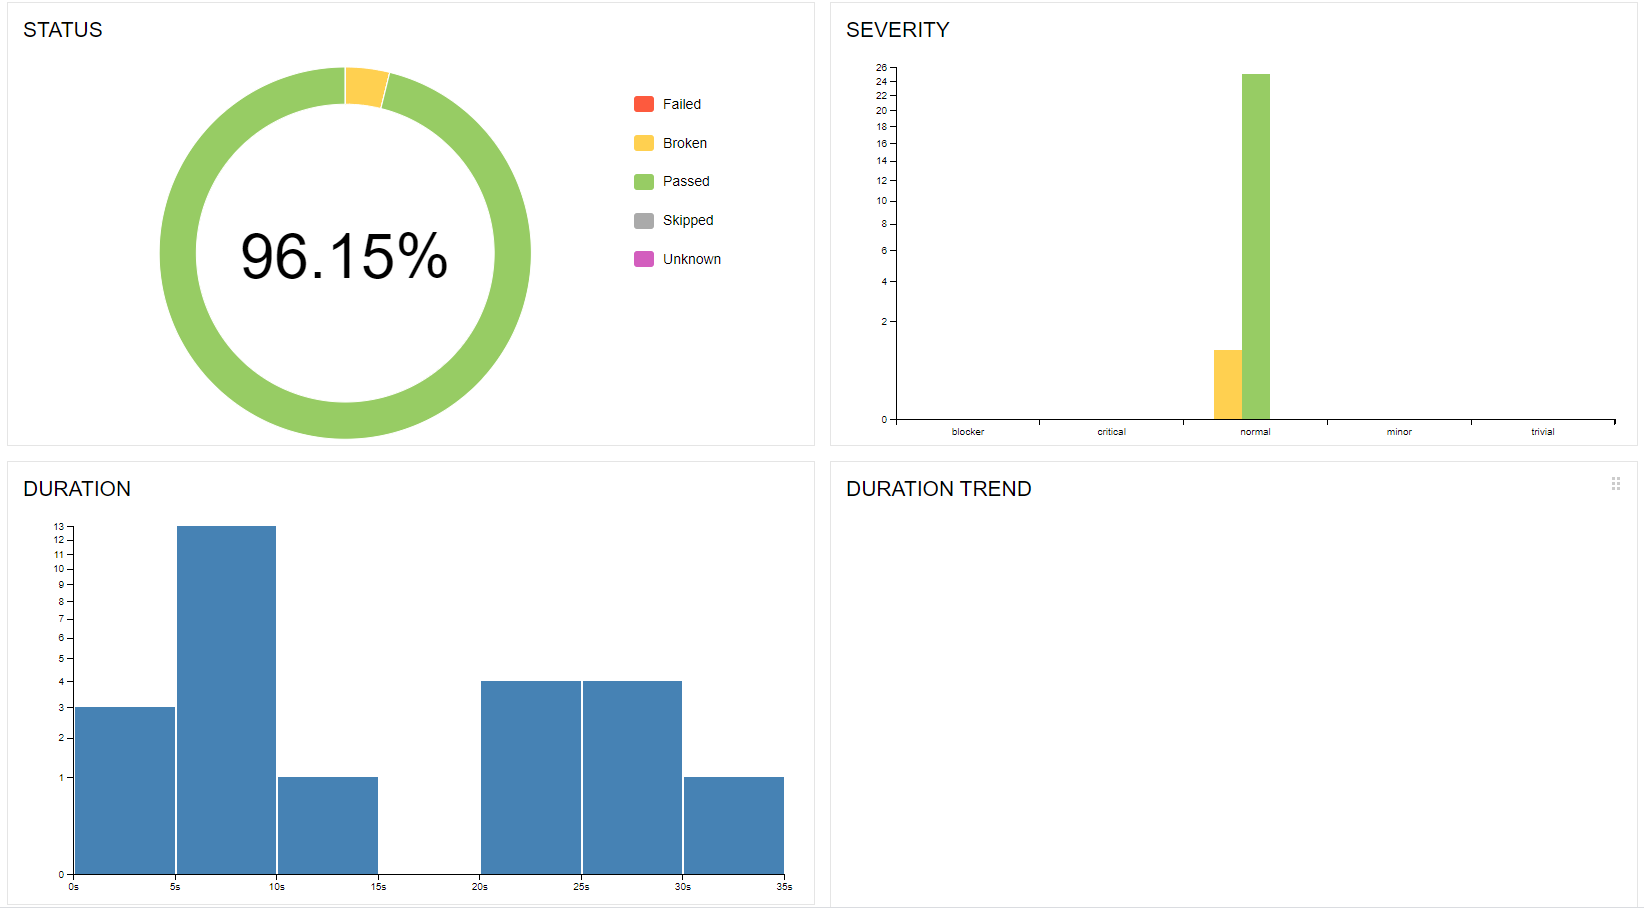 STATUS
96.15%
Failed
Broken
Passed
Skipped
Unknown
SEVERITY
26
24
22
20
18
16
14
12
10
8
6
4
2
0
blocker critical normal minor trivial
DURATION
13
12
11
10
9
8
7
6
5
4
3
2
1
0
0s 5s 10s 15s 20s 25s 30s 35s
DURATION TREND